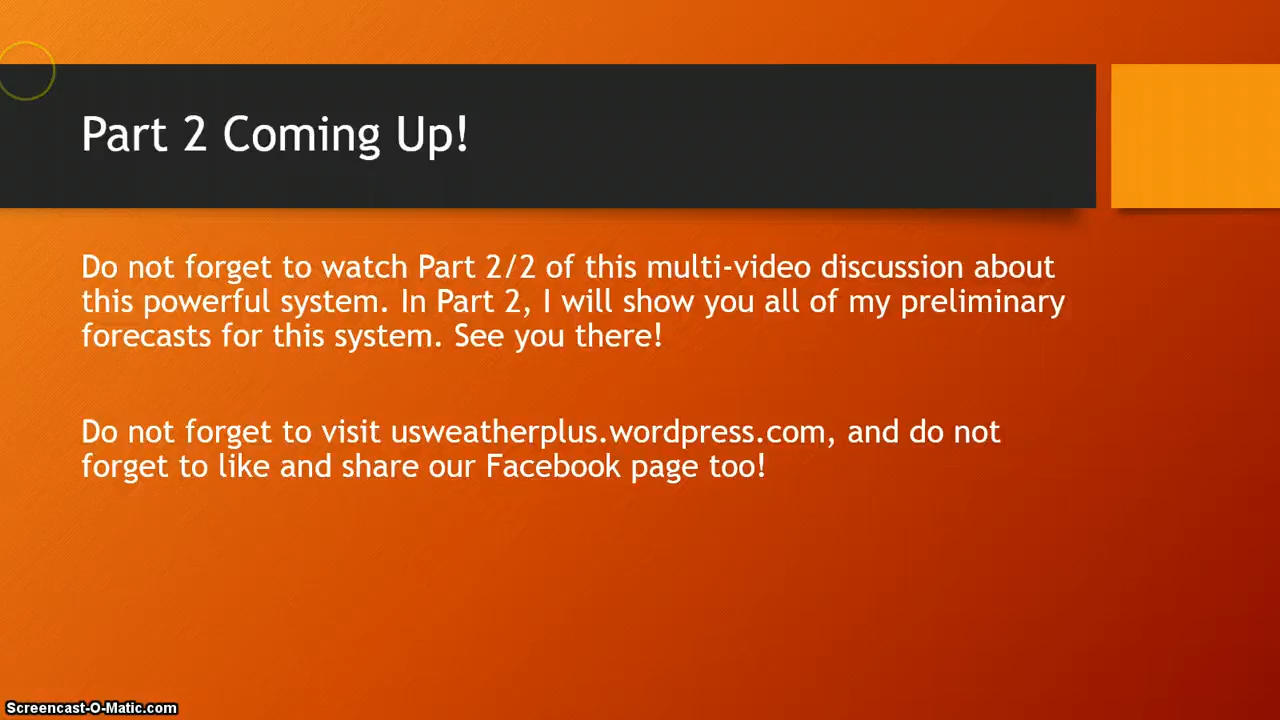 Part 2 Coming Up!
Do not forget to watch Part 2/2 of this multi-video discussion about
this powerful system. In Part 2, I will show you all of my preliminary
forecasts for this system. See you there!
Do not forget to visit usweatherplus.wordpress.com, and do not
forget to like and share our Facebook page too!
Screencast-O-Matic.com